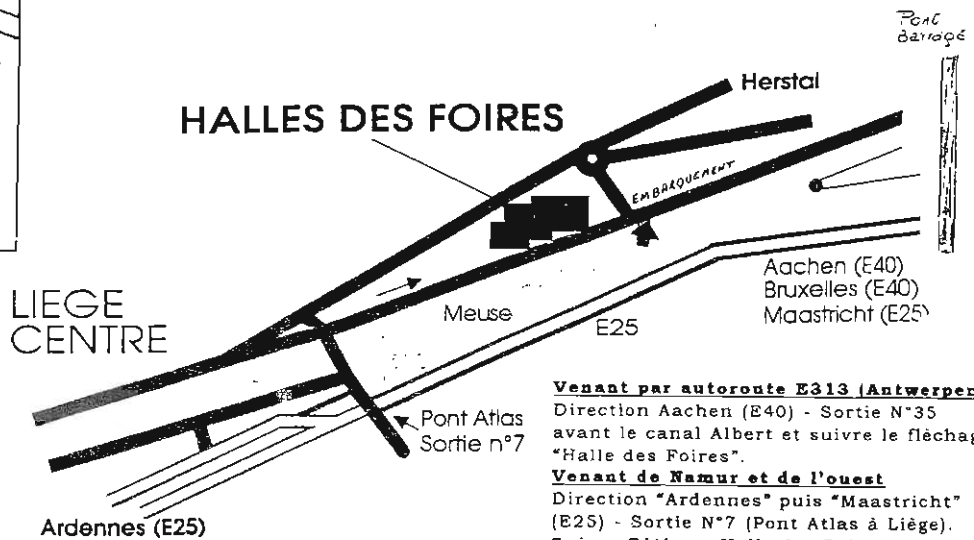 Pont
Barrage
Herstal
HALLES DES FOIRES
EMBARQUEMENT
Aachen (E40)
Bruxelles (E40)
Maastricht (E25)
LIEGE
CENTRE
Meuse
E25
Pont Atlas
Sortie n°7
Ardennes (E25)
Venant par autoroute E313 (Antwerpen
Direction Aachen (E40) - Sortie N°35
avant le canal Albert et suivre le fléchag
"Halle des Foires".
Venant de Namur et de l'ouest
Direction "Ardennes" puis "Maastricht"
(E25) - Sortie N°7 (Pont Atlas à Liège).